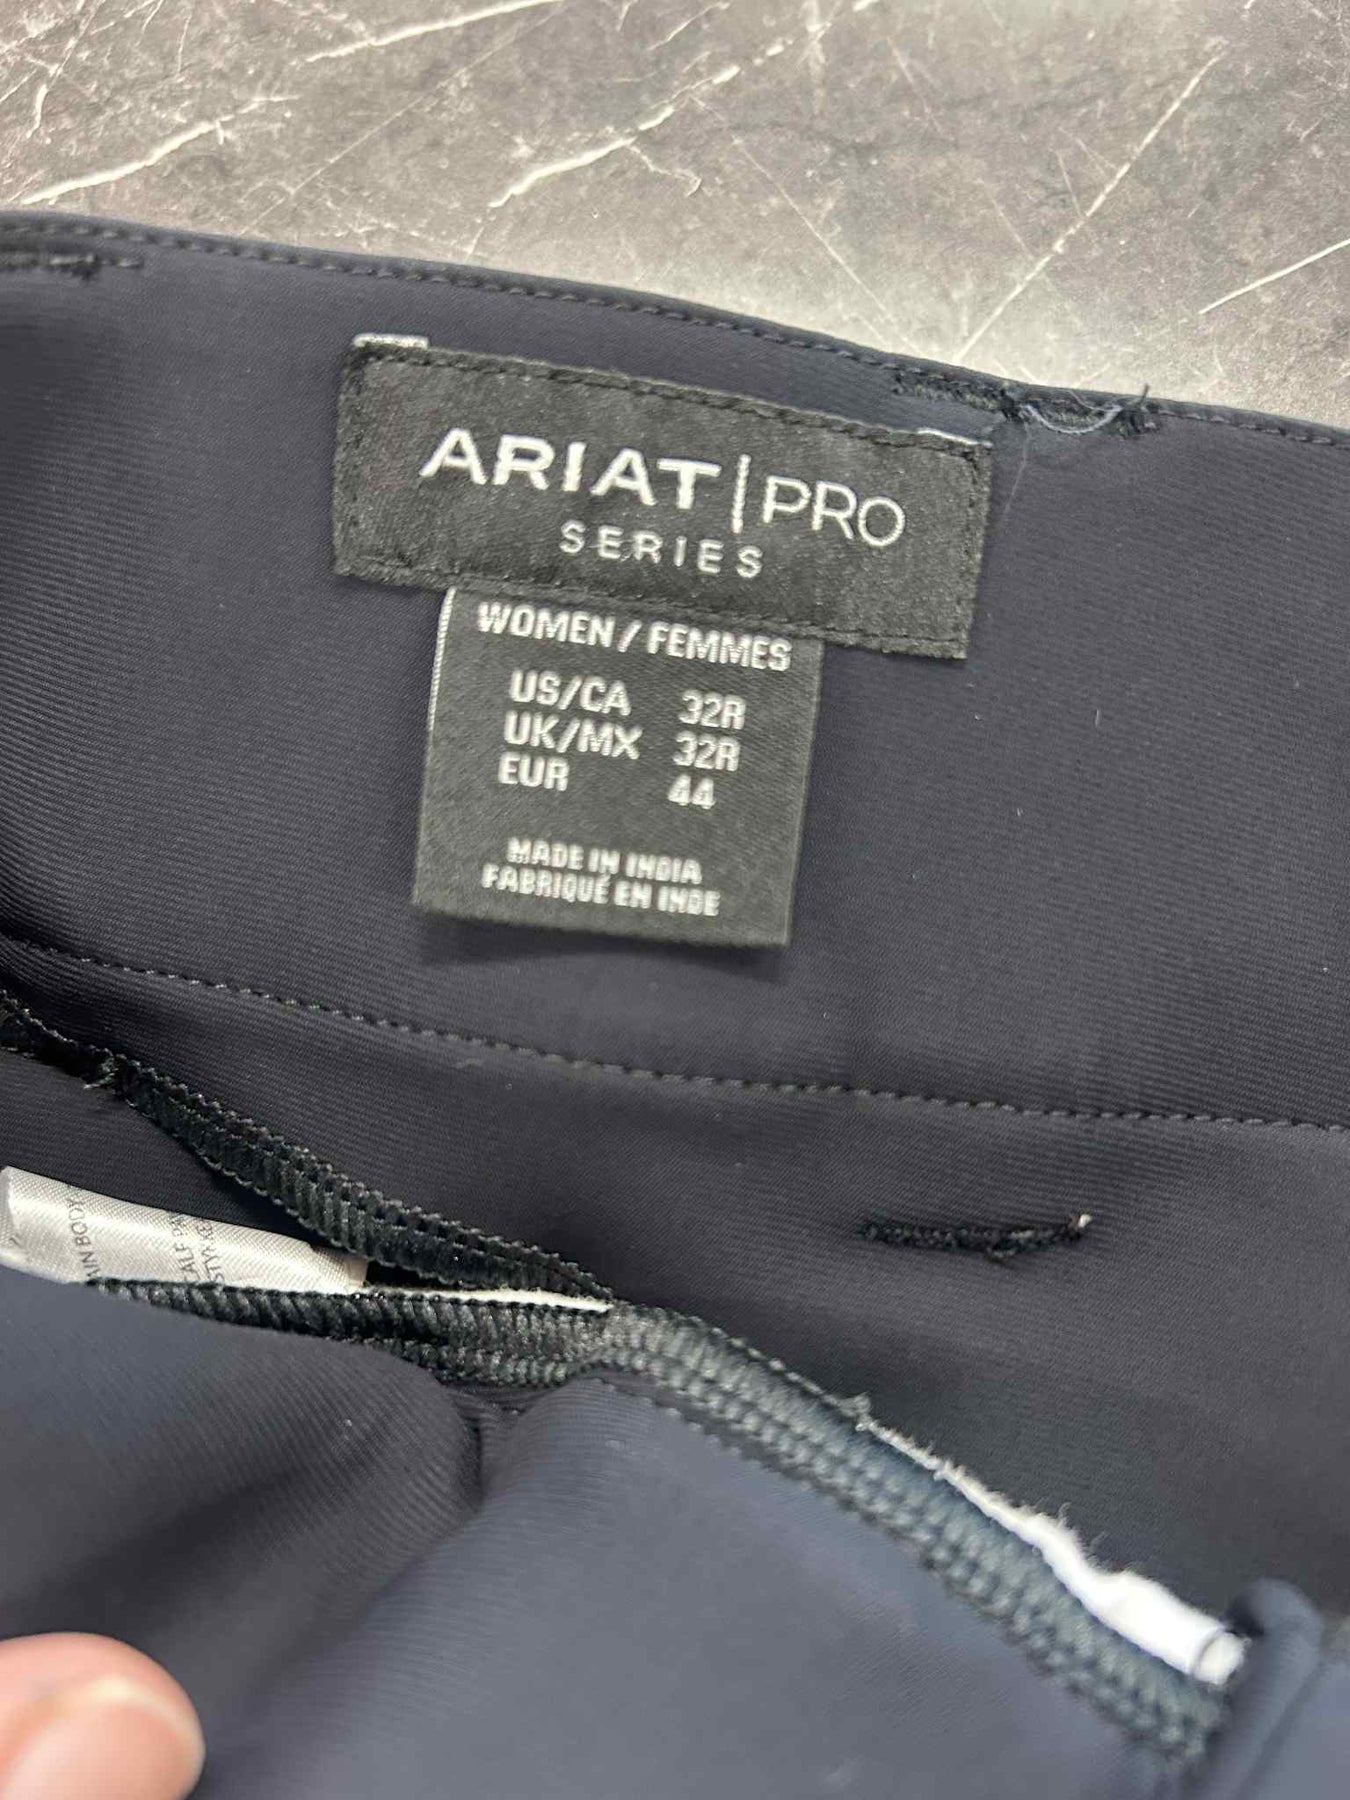 ARIAT | PRO
SERIES
WOMEN / FEMMES
US/CA 32R
UK/MX 32R
EUR 44
MADE IN INDIA
FABRIQUÉ EN INDE